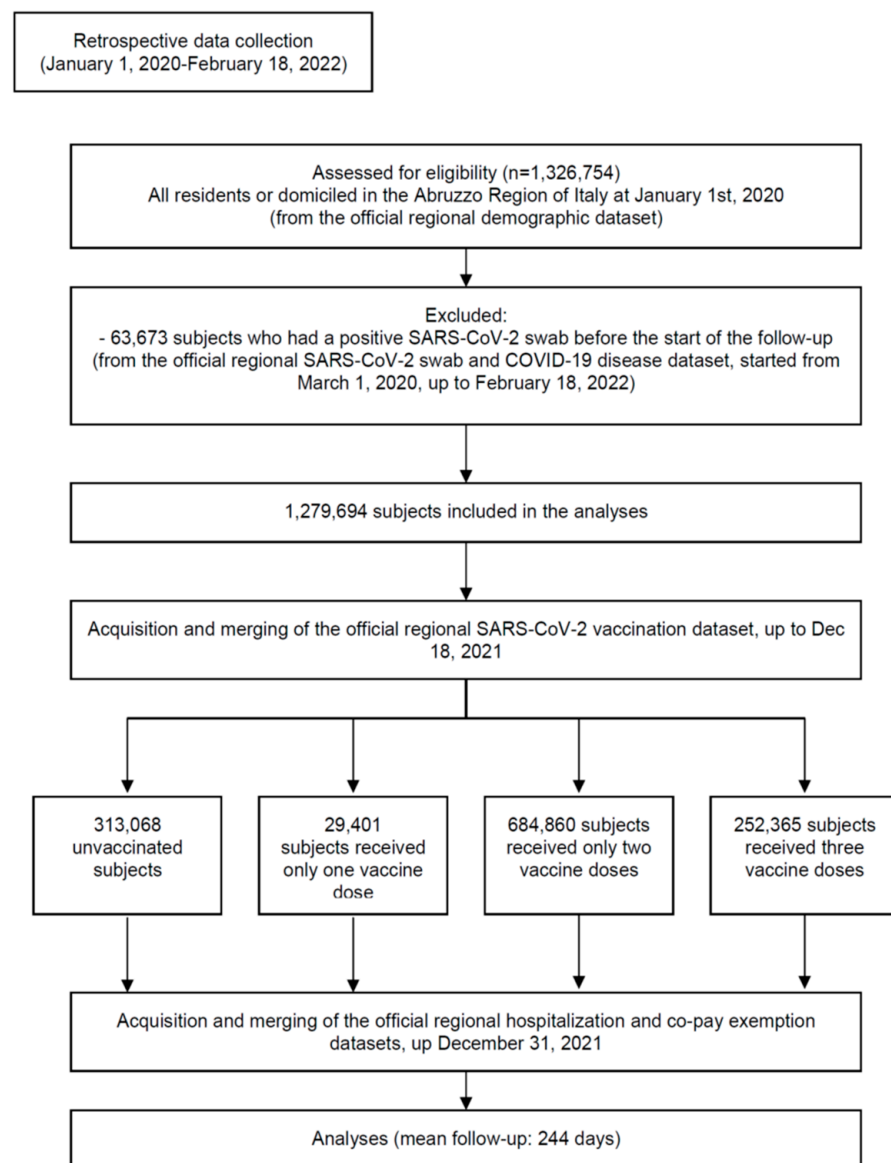 Retrospective data collection
(January 1, 2020-February 18, 2022)
Assessed for eligibility (n=1,326,754)
All residents or domiciled in the Abruzzo Region of Italy at January 1st, 2020
(from the official regional demographic dataset)
Excluded:
- 63,673 subjects who had a positive SARS-CoV-2 swab before the start of the follow-up
(from the official regional SARS-CoV-2 swab and COVID-19 disease dataset, started from
March 1, 2020, up to February 18, 2022)
1,279,694 subjects included in the analyses
Acquisition and merging of the official regional SARS-CoV-2 vaccination dataset, up to Dec
18, 2021
313,068
unvaccinated
subjects
29,401
subjects received
only one vaccine
dose
684,860 subjects
received only two
vaccine doses
252,365 subjects
received three
vaccine doses
Acquisition and merging of the official regional hospitalization and co-pay exemption
datasets, up December 31, 2021
Analyses (mean follow-up: 244 days)